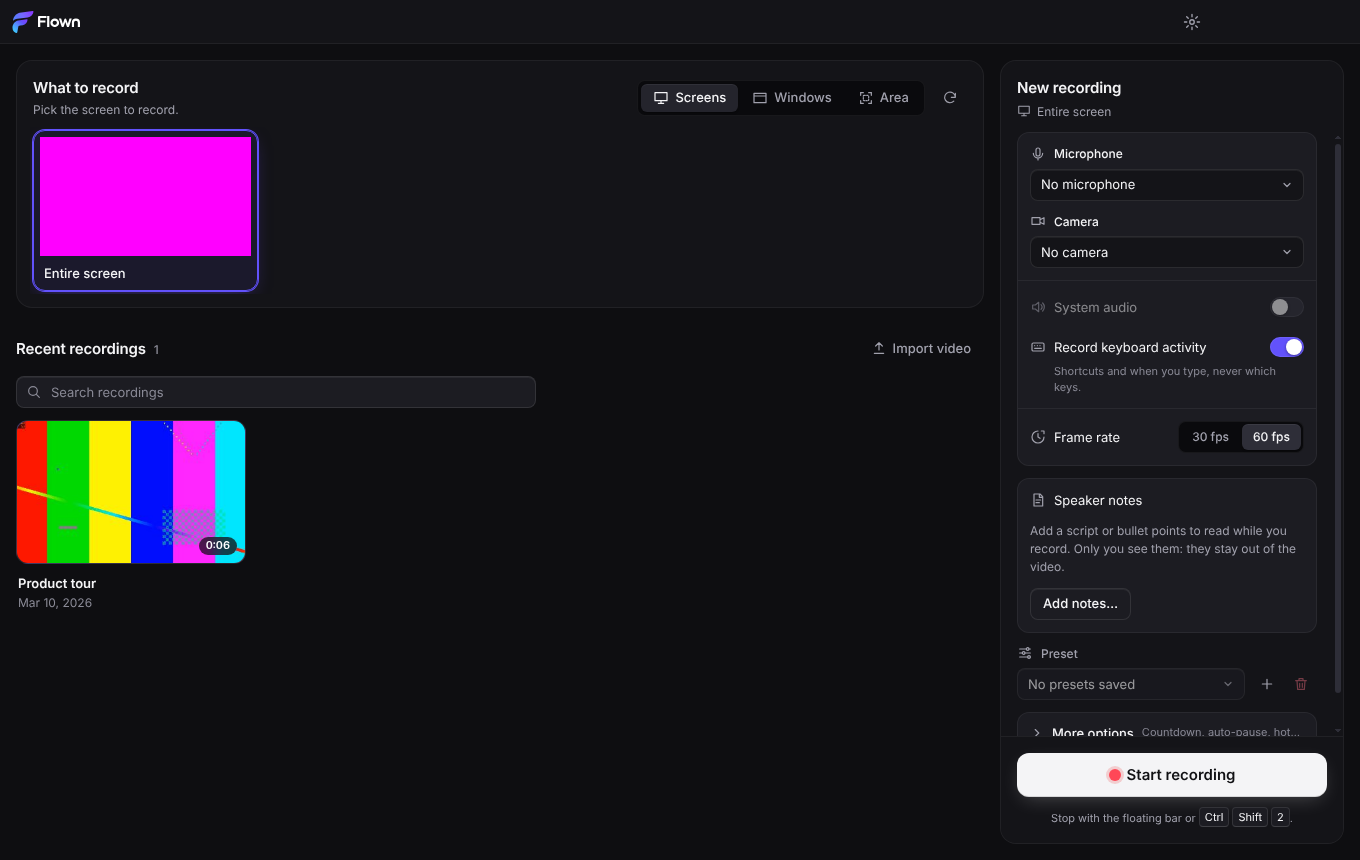 Flown
What to record
Pick the screen to record.
Screens
Windows
Area
Entire screen
Recent recordings 1
Import video
Search recordings
0:06
Product tour
Mar 10, 2026
New recording
Entire screen
Microphone
No microphone
Camera
No camera
System audio
Record keyboard activity
Shortcuts and when you type, never which
keys.
Frame rate
30 fps
60 fps
Speaker notes
Add a script or bullet points to read while you
record. Only you see them: they stay out of the
video.
Add notes...
Preset
No presets saved
More options Countdown, auto-pause, hot...
Start recording
Stop with the floating bar or Ctrl Shift 2.